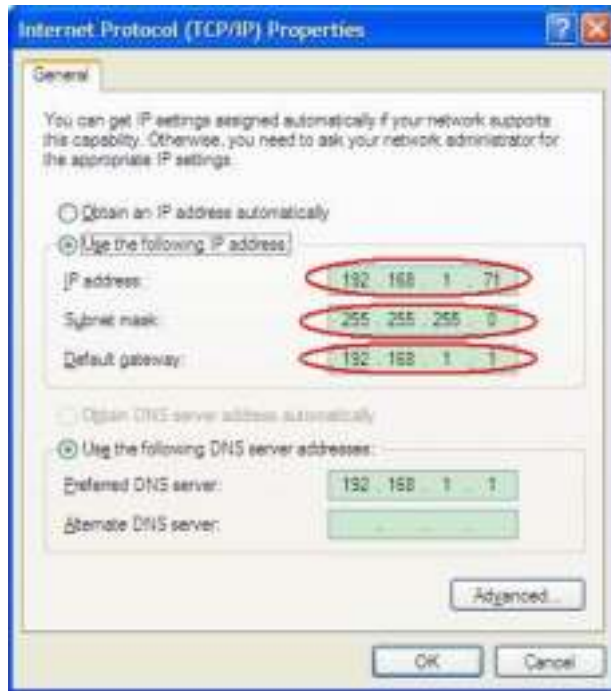 Internet Protocol (TCP/IP) Properties
General
You can get IP settings assigned automatically if your network supports
this capability. Otherwise, you need to ask your network administrator for
the appropriate IP settings.
Obtain an IP address automatically
Use the following IP address:
IP address: 192 . 168 . 1 . 71
Subnet mask: 255 . 255 . 255 . 0
Default gateway: 192 . 168 . 1 . 1
Obtain DNS server address automatically
Use the following DNS server addresses:
Preferred DNS server: 192 . 168 . 1 . 1
Alternate DNS server: . . .
Advanced...
OK Cancel